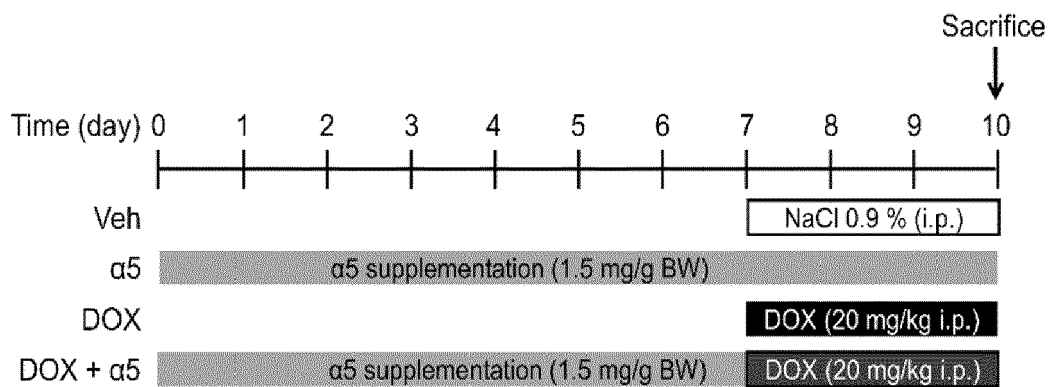 Sacrifice
Time (day) 0 1 2 3 4 5 6 7 8 9 10
Veh NaCl 0.9 % (i.p.)
α5 α5 supplementation (1.5 mg/g BW)
DOX DOX (20 mg/kg i.p.)
DOX + α5 α5 supplementation (1.5 mg/g BW) DOX (20 mg/kg i.p.)